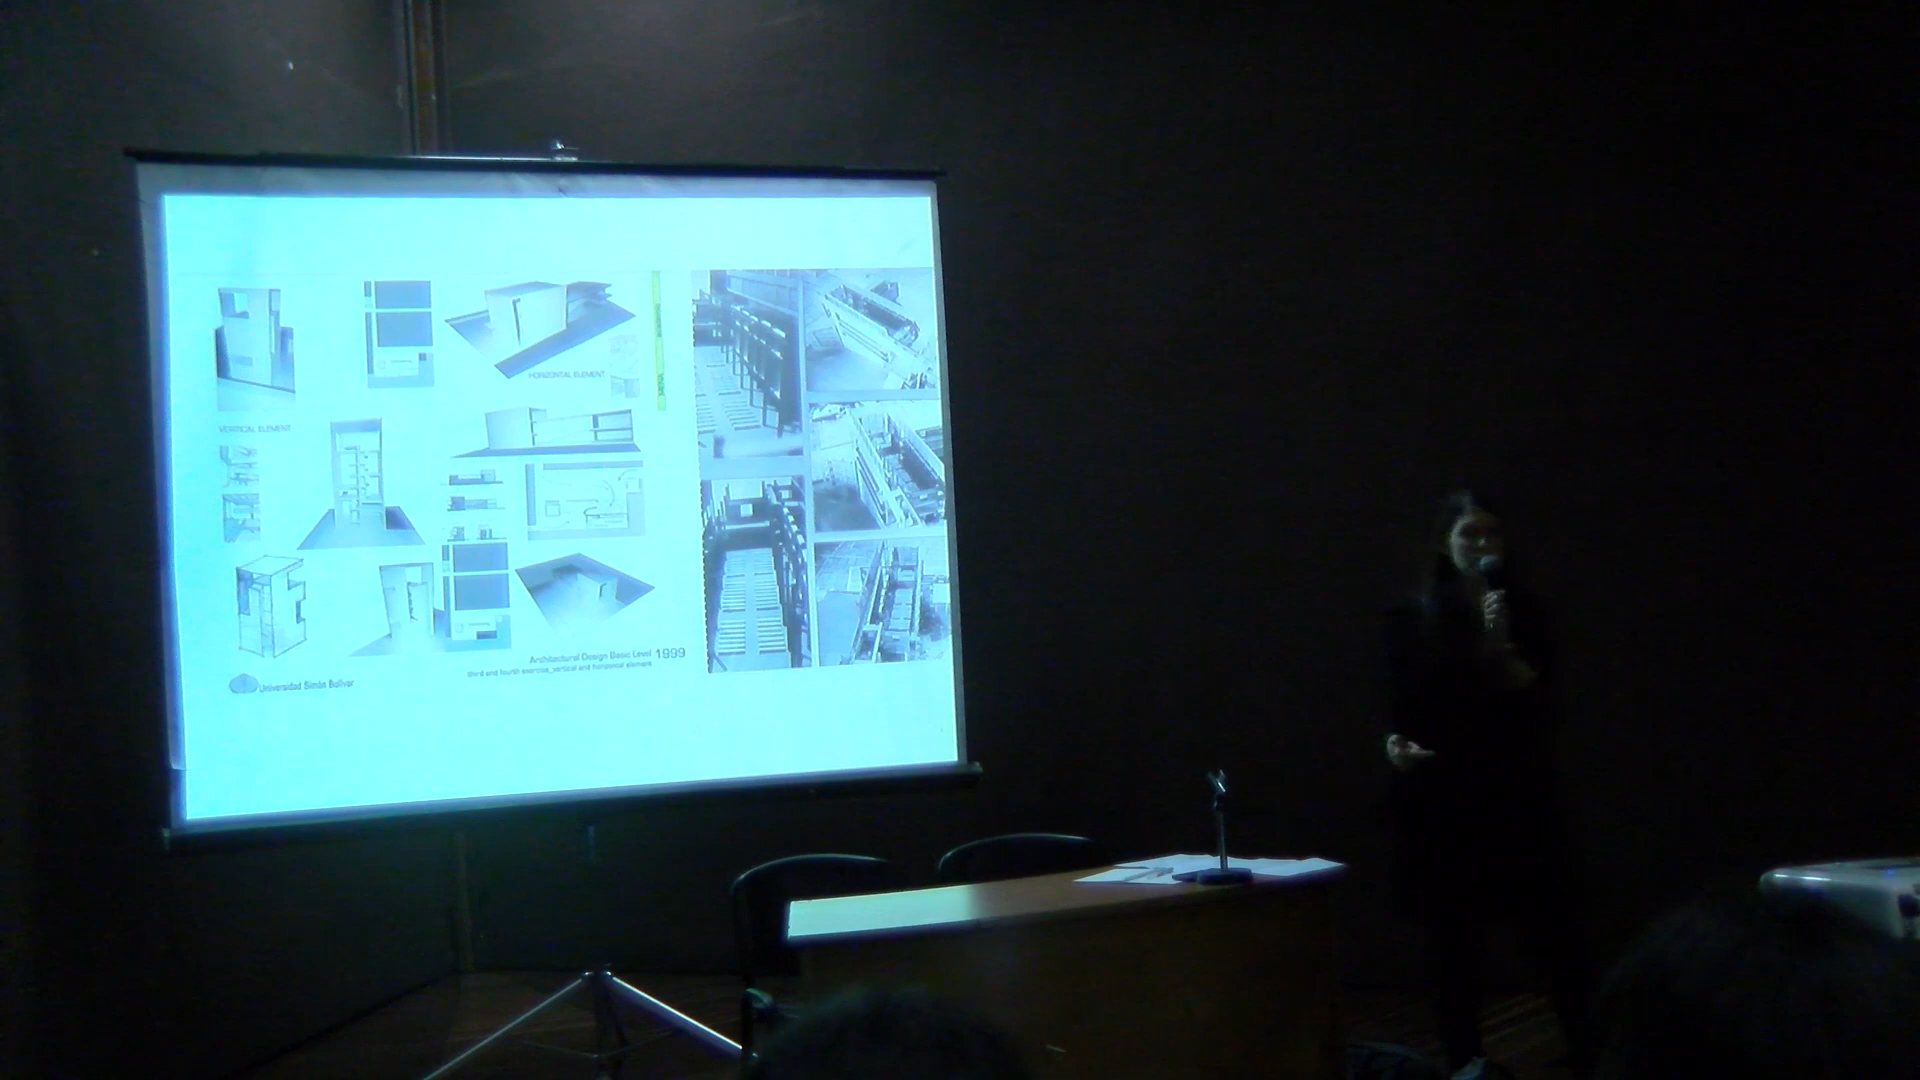 HORIZONTAL ELEMENT
VERTICAL ELEMENT
Architectural Design Basic Level 1999
third and fourth exercise_vertical and horizontal element
Universidad Simón Bolívar